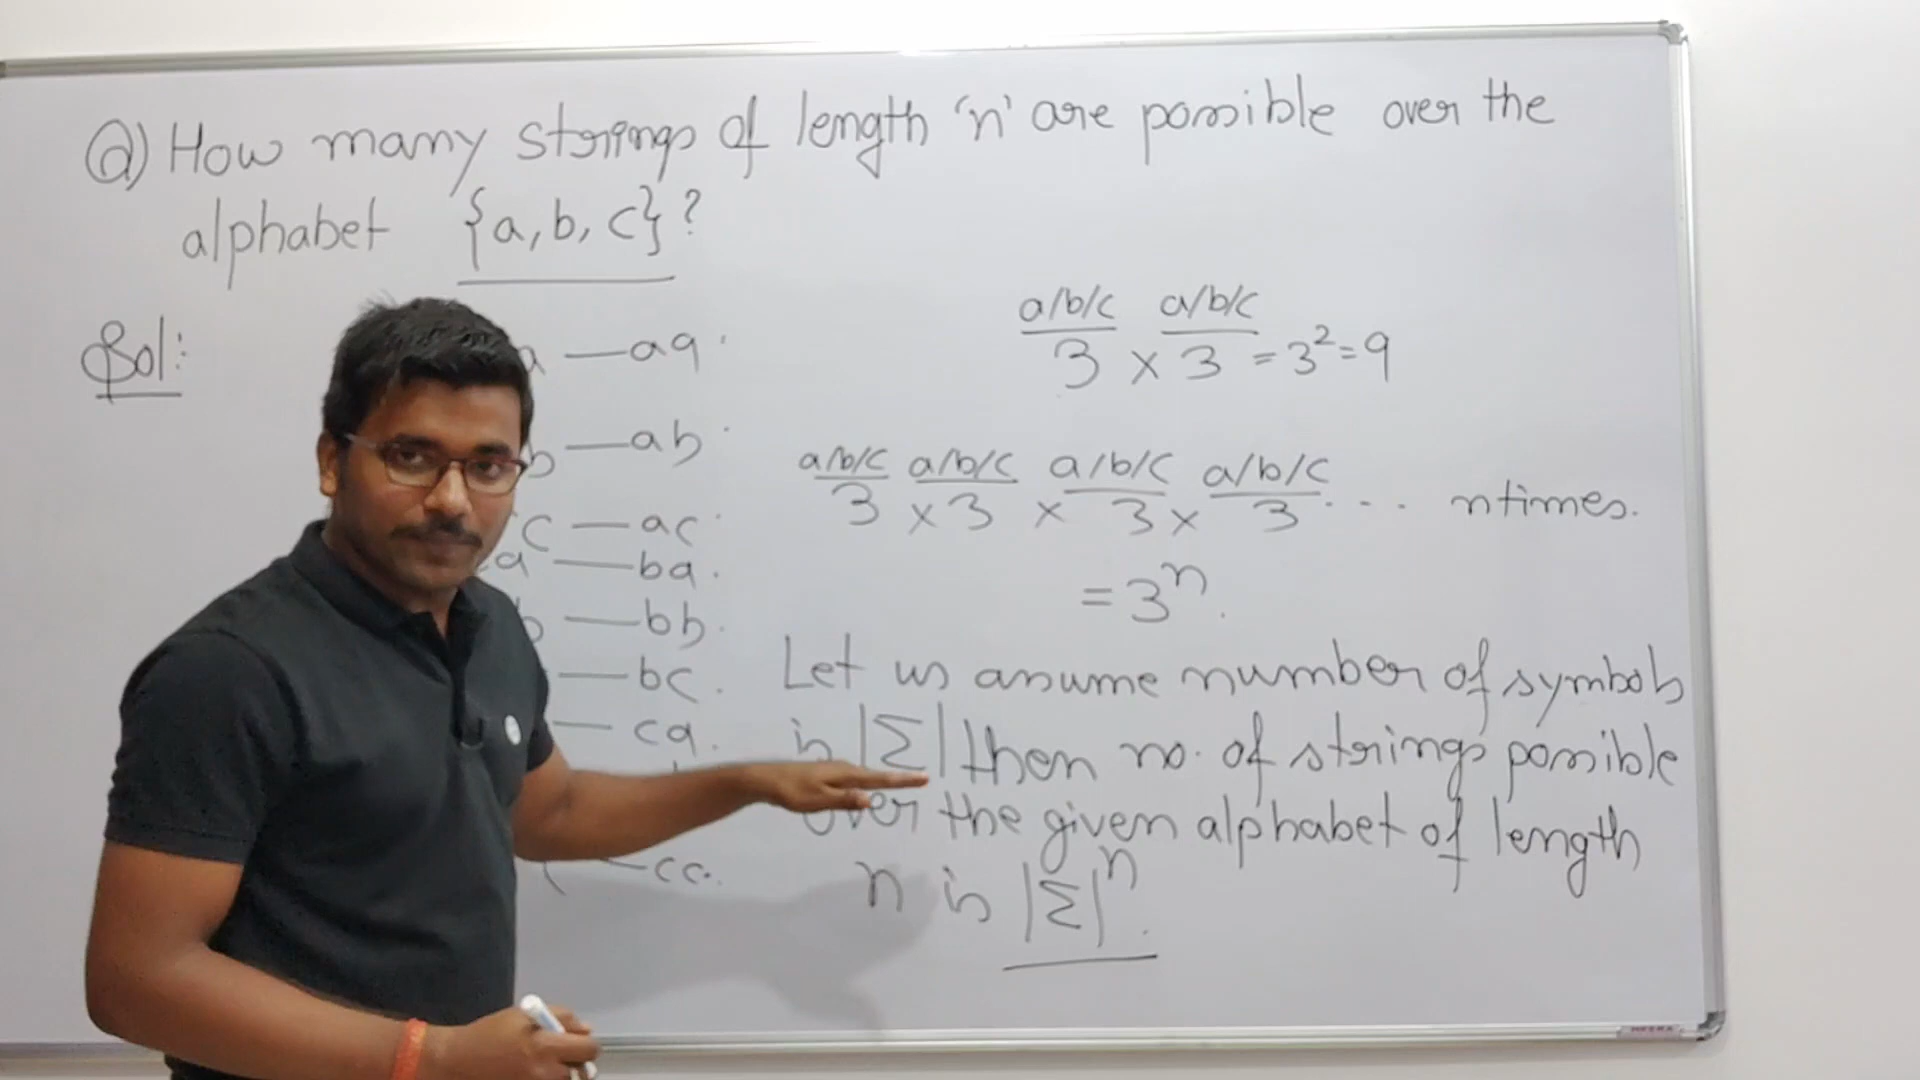 Q) How many strings of length 'n' are possible over the
alphabet {a, b, c}?
Sol:
a — aa.
b — ab.
c — ac.
a — ba.
b — bb.
— bc.
— ca.
— cc.
a/b/c a/b/c
3 × 3 = 3² = 9
a/b/c a/b/c a/b/c a/b/c
3 × 3 × 3 × 3 . . . . n times.
= 3ⁿ.
Let us assume number of symbols
is |Σ| then no. of strings possible
over the given alphabet of length
n is |Σ|ⁿ.